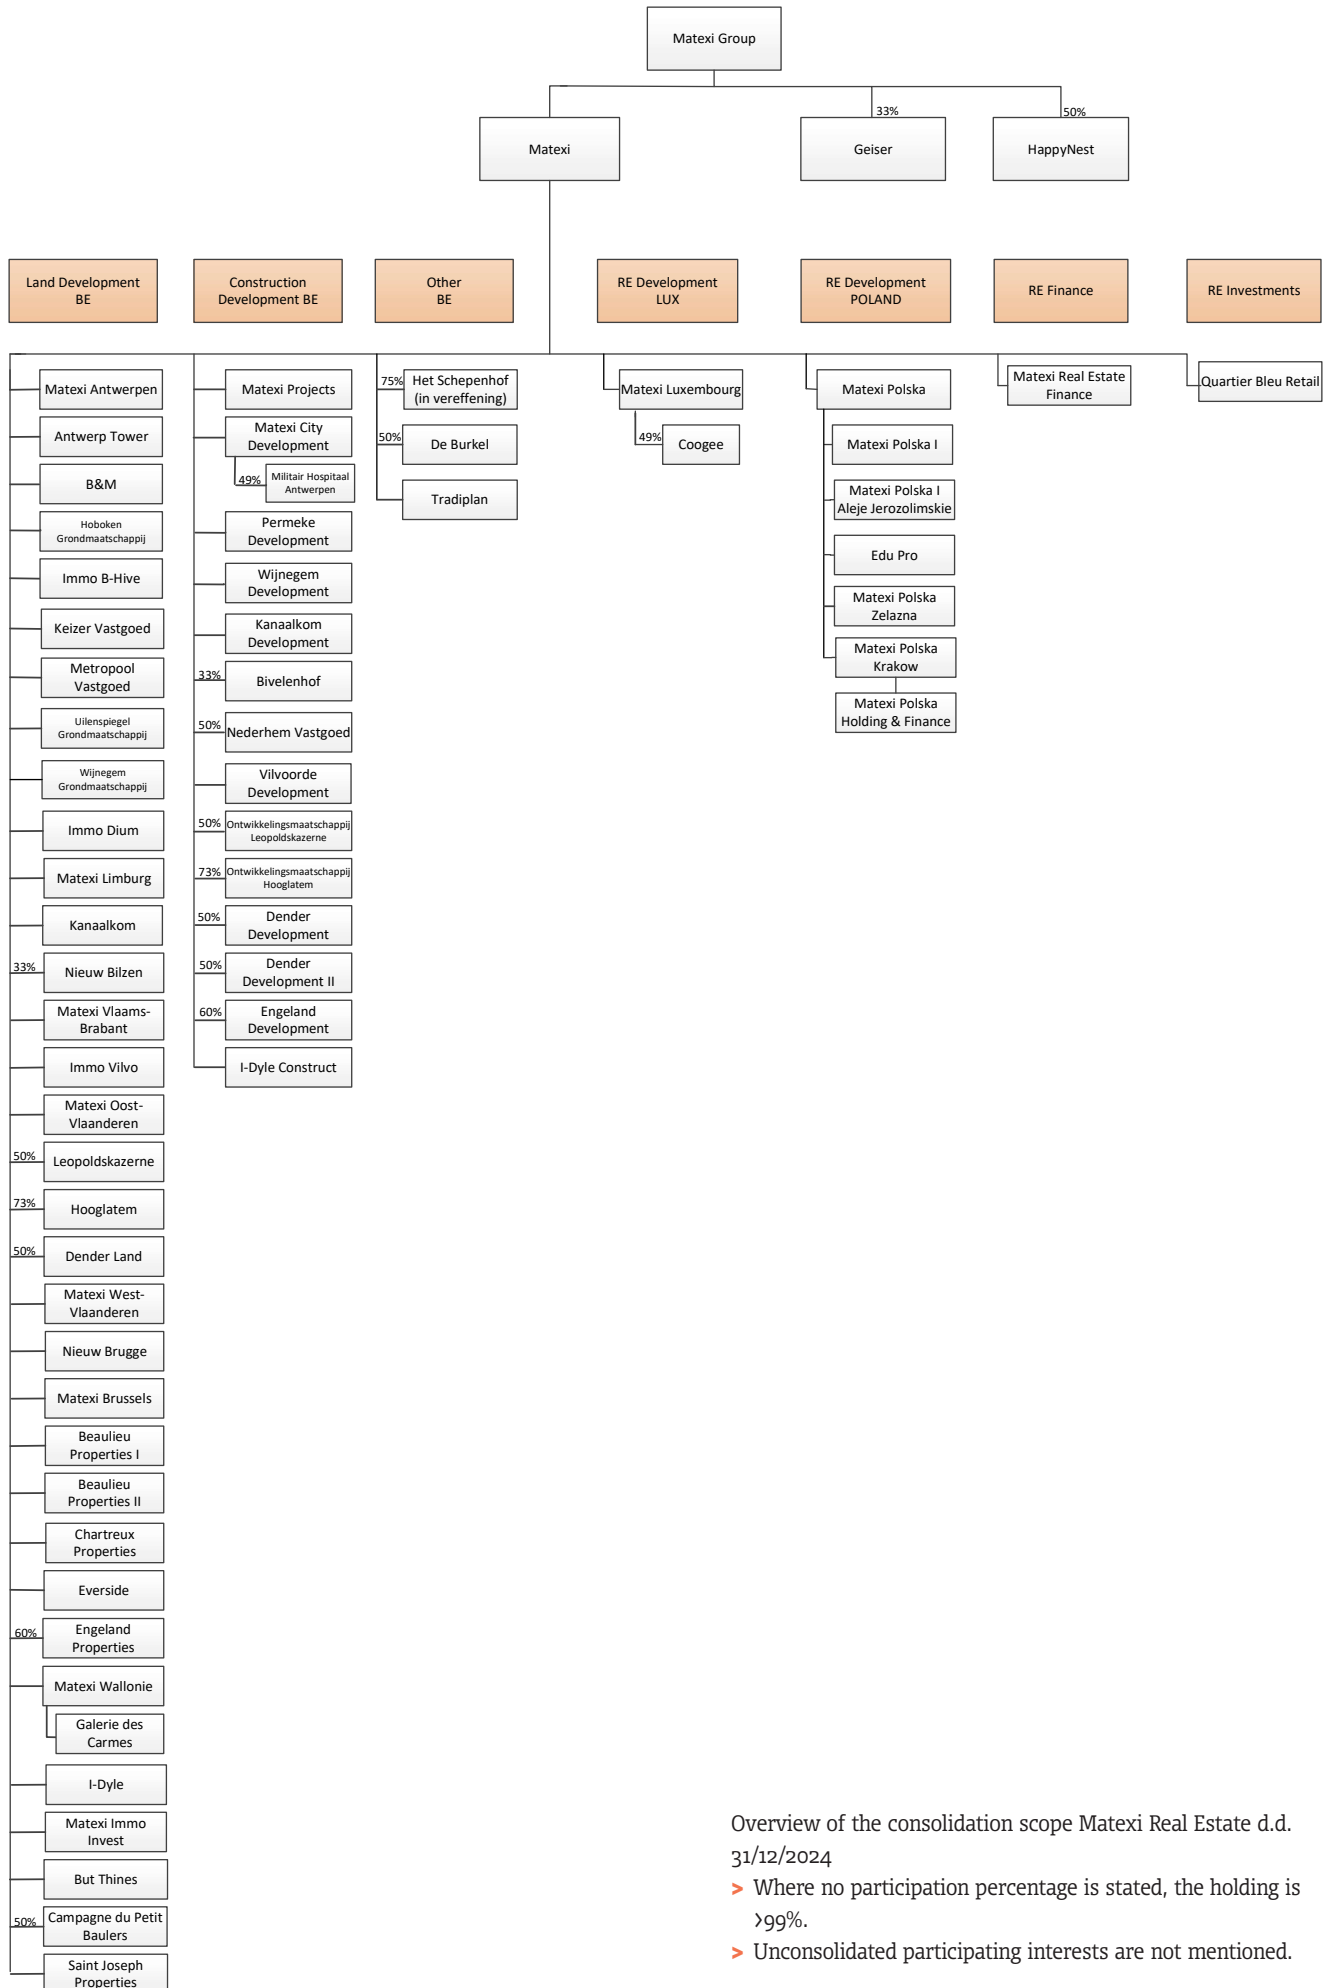 Matexi Group
33%
50%
Matexi
Geiser
HappyNest
Land Development
BE
Construction
Development BE
Other
BE
RE Development
LUX
RE Development
POLAND
RE Finance
RE Investments
Matexi Antwerpen
Antwerp Tower
B&M
Hoboken
Grondmaatschappij
Immo B-Hive
Keizer Vastgoed
Metropool
Vastgoed
Uilenspiegel
Grondmaatschappij
Wijnegem
Grondmaatschappij
Immo Dium
Matexi Limburg
Kanaalkom
33%
Nieuw Bilzen
Matexi Vlaams-
Brabant
Immo Vilvo
Matexi Oost-
Vlaanderen
50%
Leopoldskazerne
73%
Hooglatem
50%
Dender Land
Matexi West-
Vlaanderen
Nieuw Brugge
Matexi Brussels
Beaulieu
Properties I
Beaulieu
Properties II
Chartreux
Properties
Everside
60%
Engeland
Properties
Matexi Wallonie
Galerie des
Carmes
I-Dyle
Matexi Immo
Invest
But Thines
50%
Campagne du Petit
Baulers
Saint Joseph
Properties
Matexi Projects
Matexi City
Development
49%
Militair Hospitaal
Antwerpen
Permeke
Development
Wijnegem
Development
Kanaalkom
Development
33%
Bivelenhof
50%
Nederhem Vastgoed
Vilvoorde
Development
50%
Ontwikkelingsmaatschappij
Leopoldskazerne
73%
Ontwikkelingsmaatschappij
Hooglatem
50%
Dender
Development
50%
Dender
Development II
60%
Engeland
Development
I-Dyle Construct
75%
Het Schepenhof
(in vereffening)
50%
De Burkel
Tradiplan
Matexi Luxembourg
49%
Coogee
Matexi Polska
Matexi Polska I
Matexi Polska I
Aleje Jerozolimskie
Edu Pro
Matexi Polska
Zelazna
Matexi Polska
Krakow
Matexi Polska
Holding & Finance
Matexi Real Estate
Finance
Quartier Bleu Retail
Overview of the consolidation scope Matexi Real Estate d.d.
31/12/2024
> Where no participation percentage is stated, the holding is
>99%.
> Unconsolidated participating interests are not mentioned.